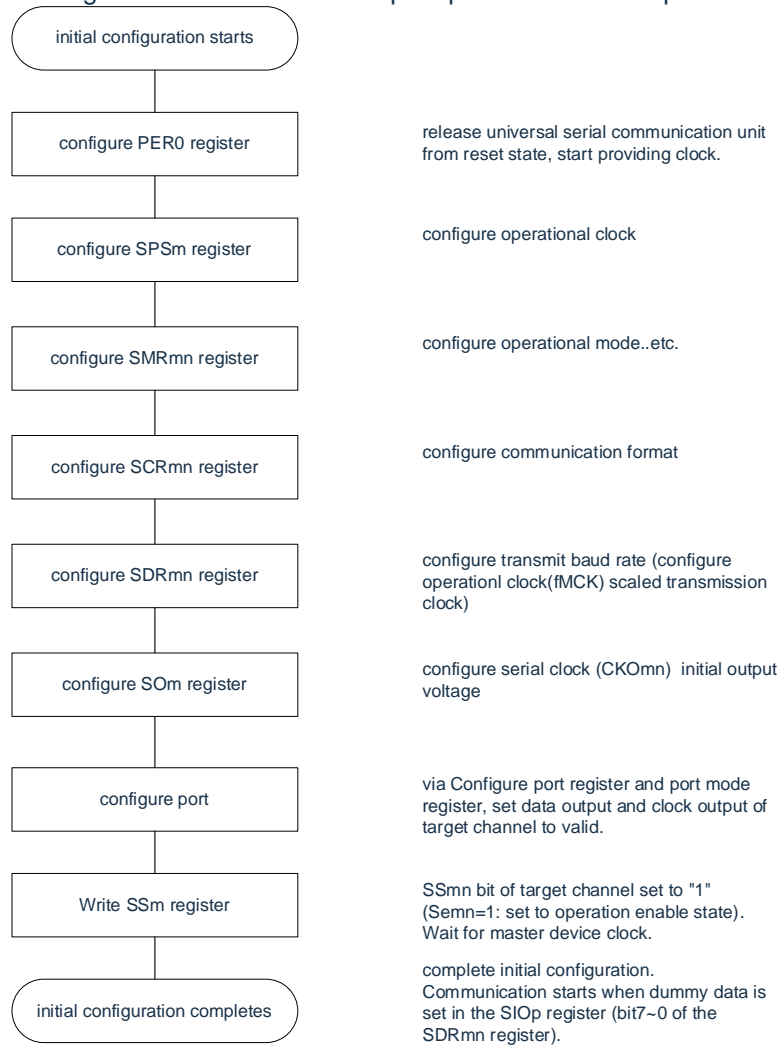 initial configuration starts
configure PER0 register
release universal serial communication unit
from reset state, start providing clock.
configure SPSm register
configure operational clock
configure SMRmn register
configure operational mode..etc.
configure SCRmn register
configure communication format
configure SDRmn register
configure transmit baud rate (configure
operationl clock(fMCK) scaled transmission
clock)
configure SOm register
configure serial clock (CKOmn)  initial output
voltage
configure port
via Configure port register and port mode
register, set data output and clock output of
target channel to valid.
Write SSm register
SSmn bit of target channel set to "1"
(Semn=1: set to operation enable state).
Wait for master device clock.
initial configuration completes
complete initial configuration.
Communication starts when dummy data is
set in the SIOp register (bit7~0 of the
SDRmn register).